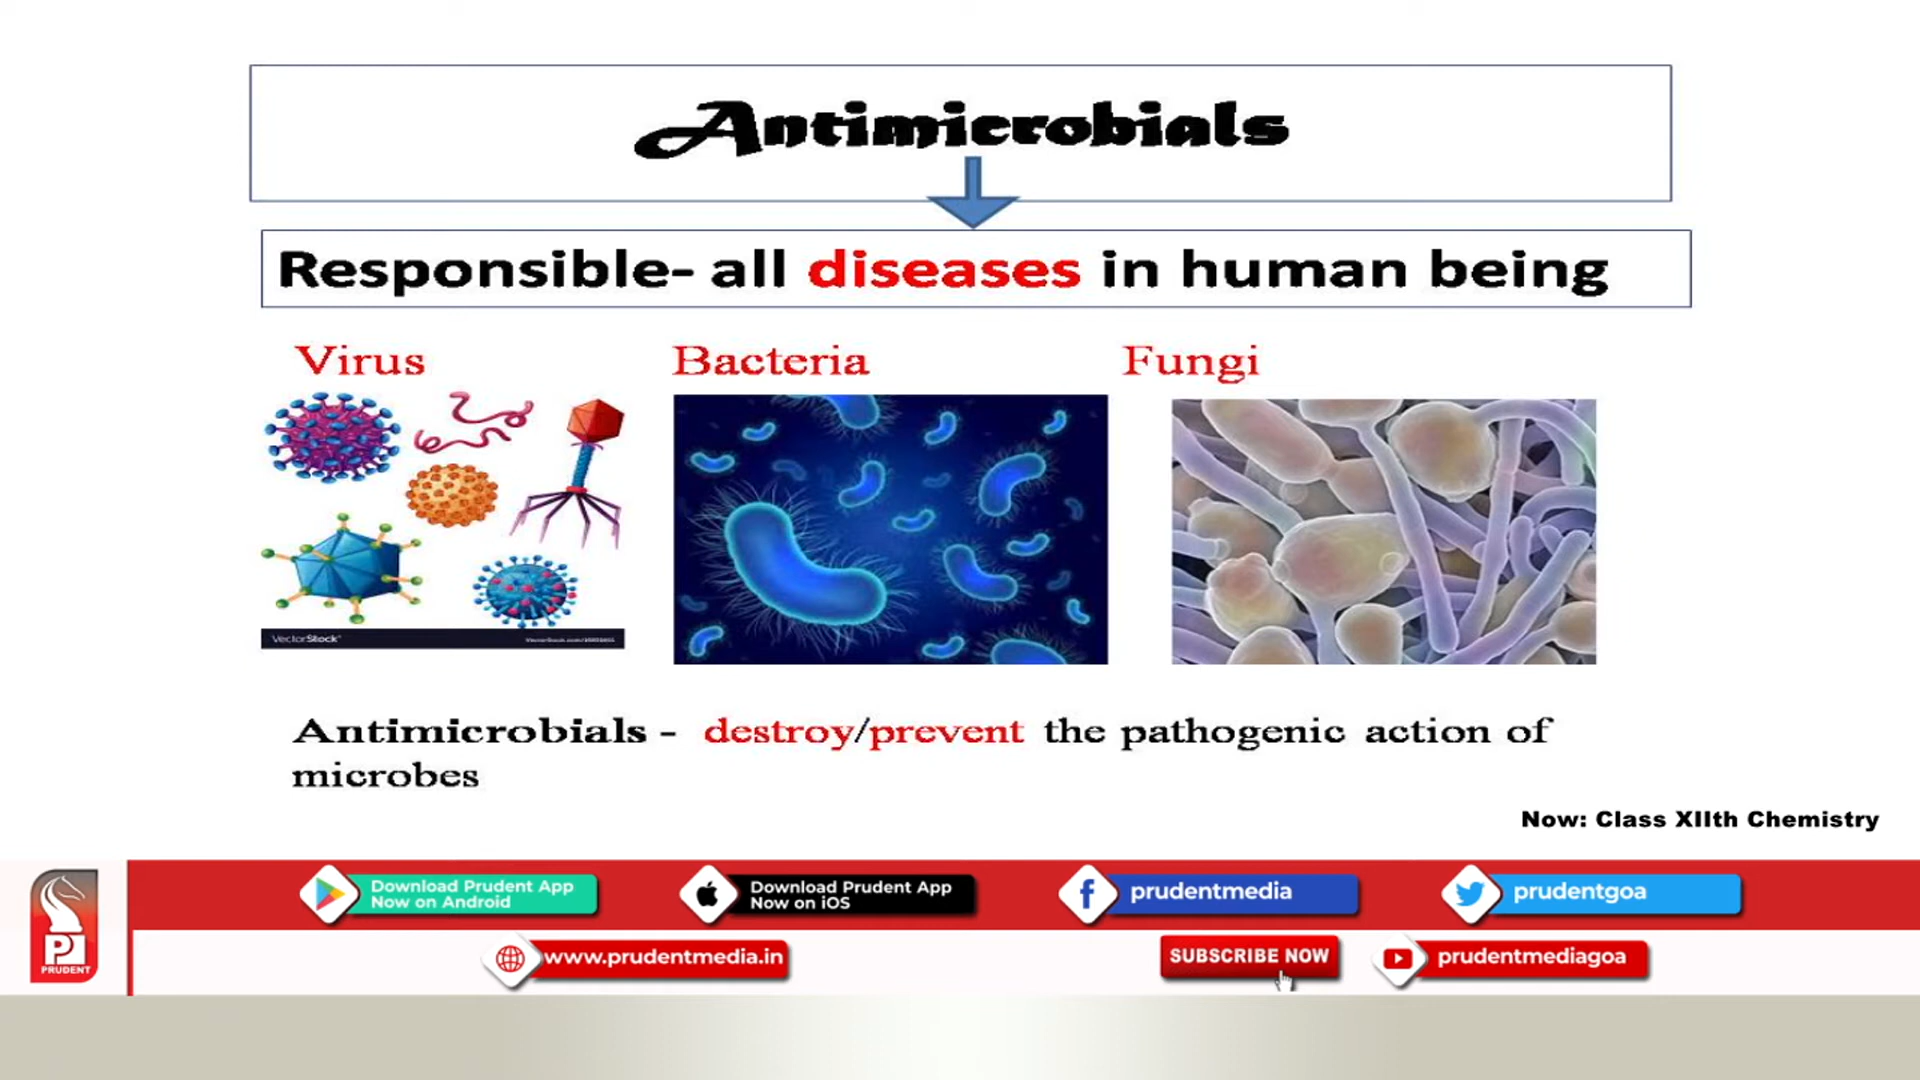 Antimicrobials
Responsible- all diseases in human being
Virus
Bacteria
Fungi
VectorStock
Antimicrobials - destroy/prevent the pathogenic action of
microbes
Now: Class XIIth Chemistry
Download Prudent App
Now on Android
Download Prudent App
Now on iOS
prudentmedia
prudentgoa
PRUDENT
www.prudentmedia.in
SUBSCRIBE NOW
prudentmediagoa